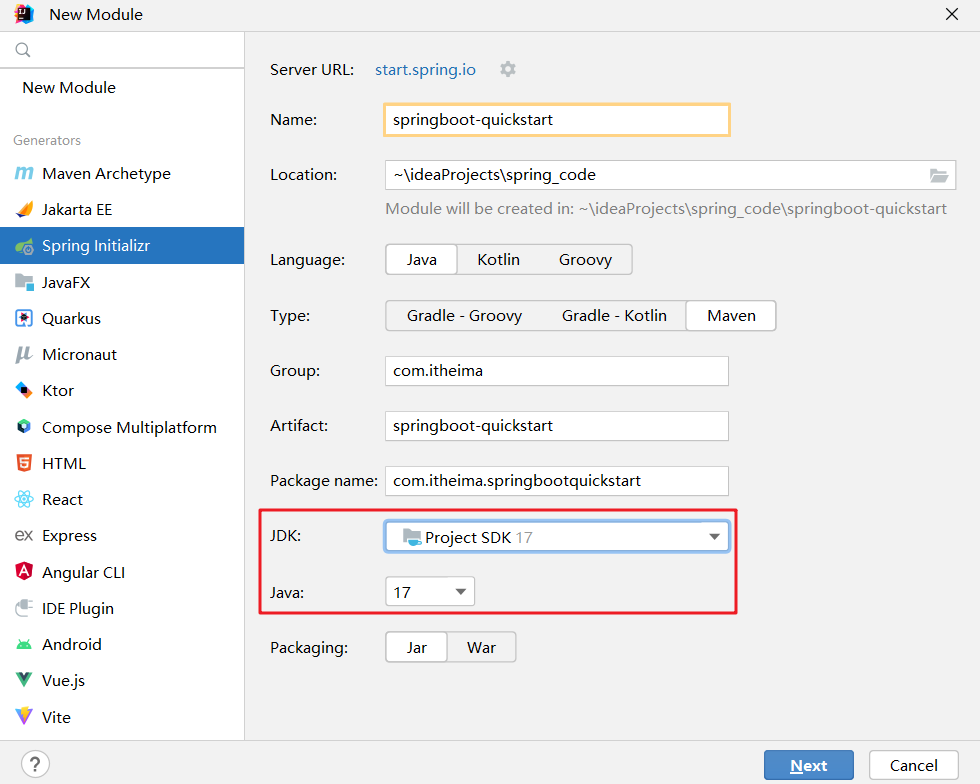 New Module
New Module
Generators
Maven Archetype
Jakarta EE
Spring Initializr
JavaFX
Quarkus
Micronaut
Ktor
Compose Multiplatform
HTML
React
ex Express
Angular CLI
IDE Plugin
Android
Vue.js
Vite
Server URL: start.spring.io
Name: springboot-quickstart
Location: ~\ideaProjects\spring_code
Module will be created in: ~\ideaProjects\spring_code\springboot-quickstart
Language: Java Kotlin Groovy
Type: Gradle - Groovy Gradle - Kotlin Maven
Group: com.itheima
Artifact: springboot-quickstart
Package name: com.itheima.springbootquickstart
JDK: Project SDK 17
Java: 17
Packaging: Jar War
? Next Cancel